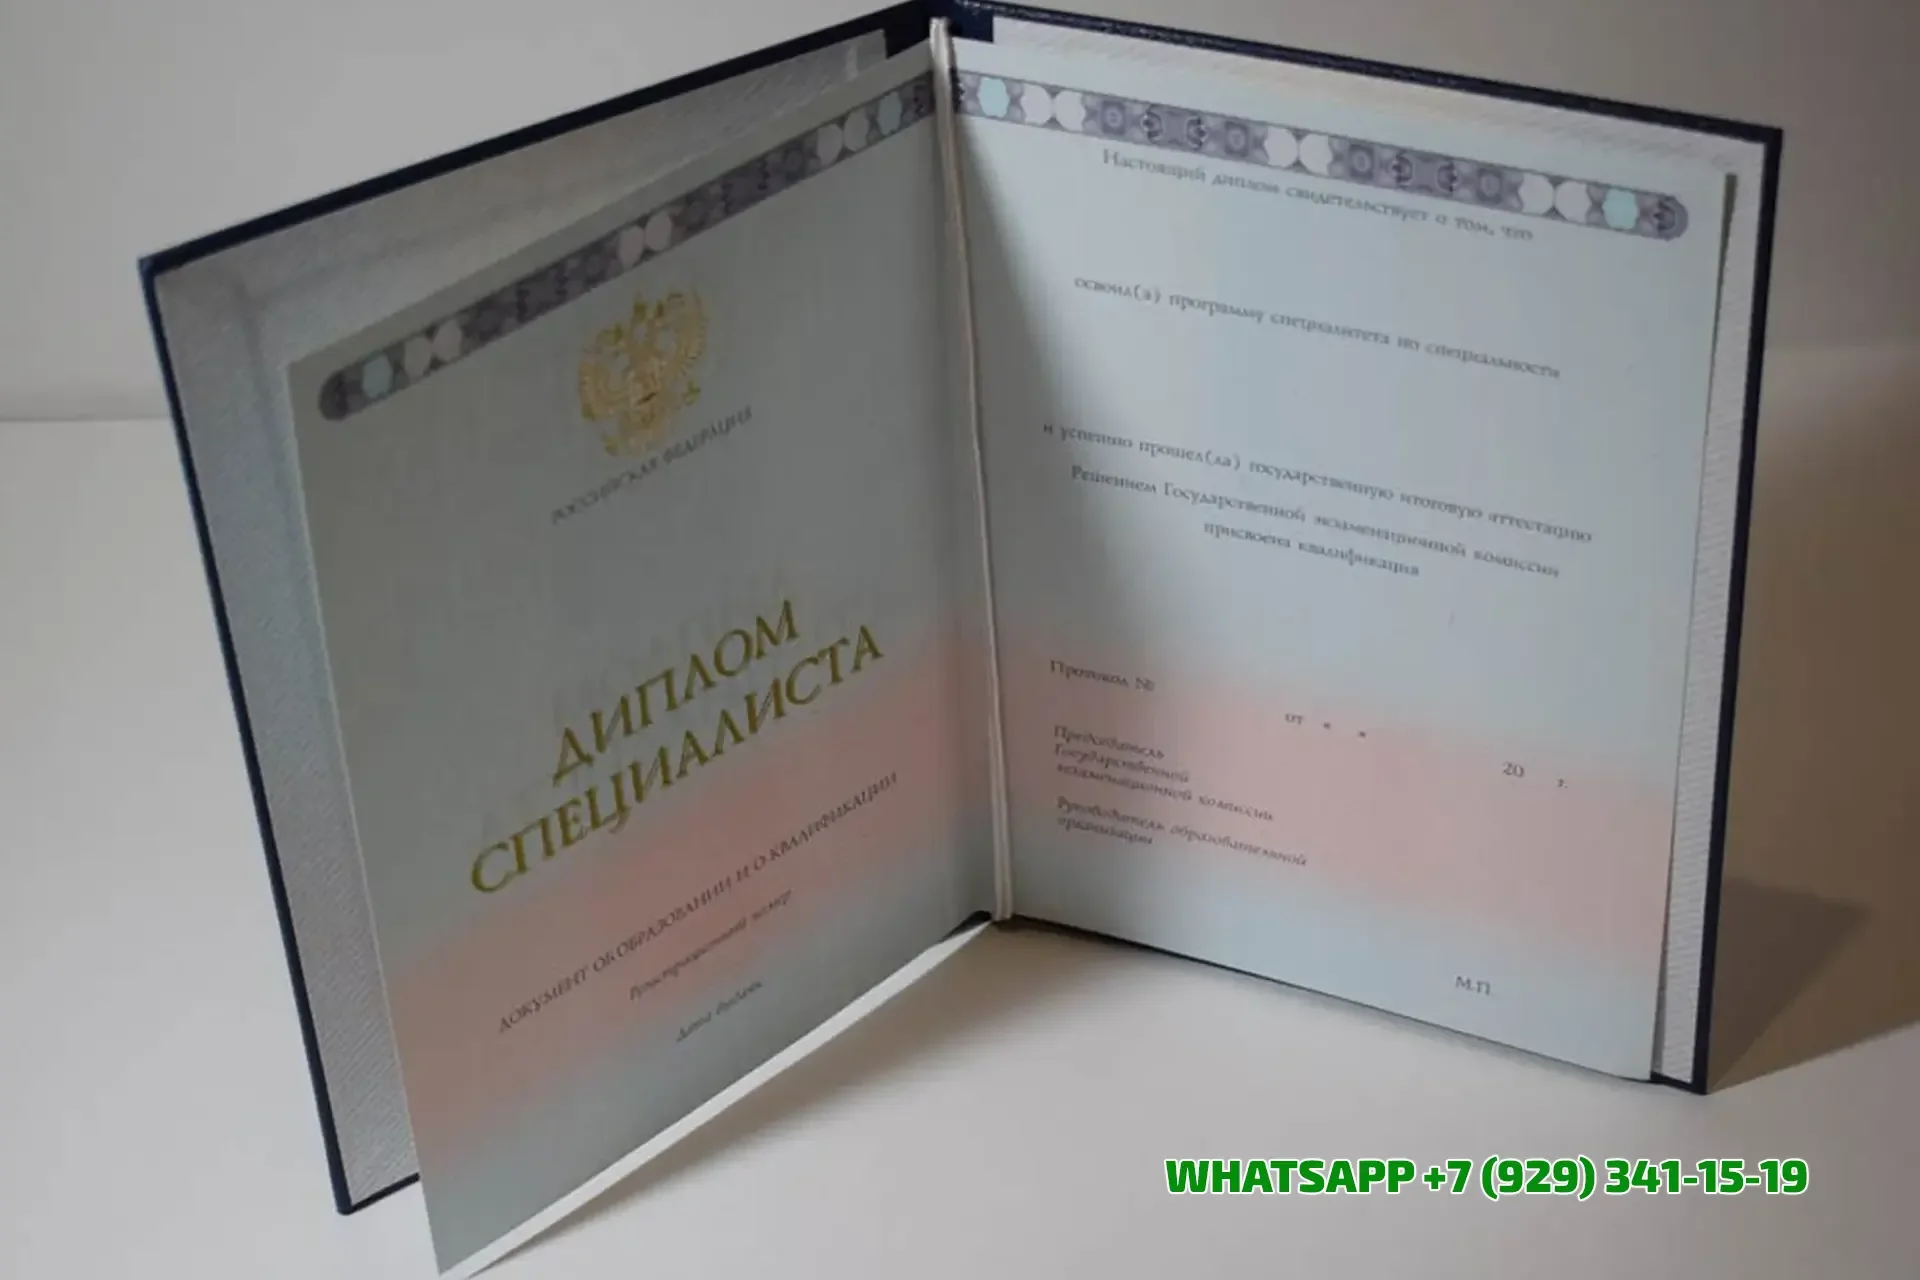 РОССИЙСКАЯ ФЕДЕРАЦИЯ
ДИПЛОМ
СПЕЦИАЛИСТА
ДОКУМЕНТ ОБ ОБРАЗОВАНИИ И О КВАЛИФИКАЦИИ
Регистрационный номер
Дата выдачи
Настоящий диплом свидетельствует о том, что
освоил(а) программу специалитета по специальности
и успешно прошел(ла) государственную итоговую аттестацию
Решением Государственной экзаменационной комиссии
присвоена квалификация
Протокол №
от « »
20 г.
Председатель
Государственной
экзаменационной комиссии
Руководитель образовательной
организации
М.П.
WHATSAPP +7 (929) 341-15-19